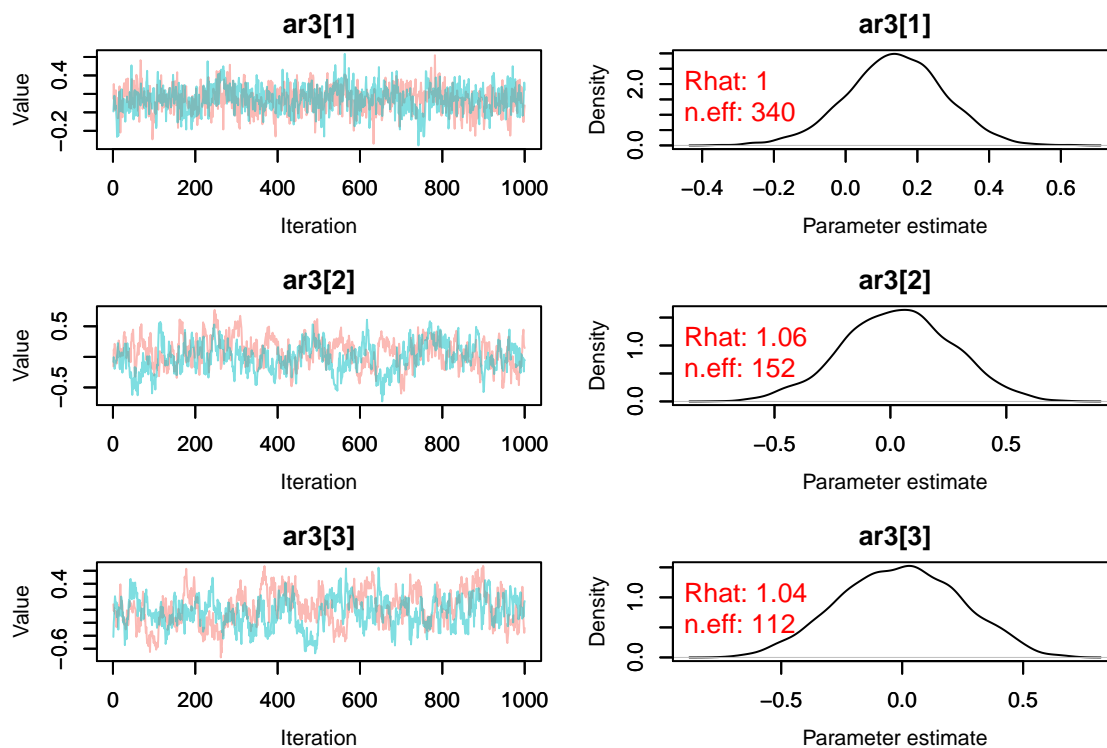 ar3[1]
Value
−0.2 0.4
0 200 400 600 800 1000
Iteration
ar3[1]
Density
0.0 2.0
Rhat: 1
n.eff: 340
−0.4 −0.2 0.0 0.2 0.4 0.6
Parameter estimate
ar3[2]
Value
−0.5 0.5
0 200 400 600 800 1000
Iteration
ar3[2]
Density
0.0 1.0
Rhat: 1.06
n.eff: 152
−0.5 0.0 0.5
Parameter estimate
ar3[3]
Value
−0.6 0.4
0 200 400 600 800 1000
Iteration
ar3[3]
Density
0.0 1.0
Rhat: 1.04
n.eff: 112
−0.5 0.0 0.5
Parameter estimate